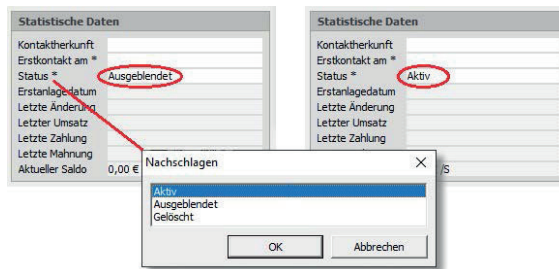 Statistische Daten
Kontaktherkunft
Erstkontakt am *
Status * Ausgeblendet
Erstanlagedatum
Letzte Änderung
Letzter Umsatz
Letzte Zahlung
Letzte Mahnung
Aktueller Saldo 0,00 €
Statistische Daten
Kontaktherkunft
Erstkontakt am *
Status * Aktiv
Erstanlagedatum
Letzte Änderung
Letzter Umsatz
Letzte Zahlung
/S
Nachschlagen
Aktiv
Ausgeblendet
Gelöscht
OK Abbrechen